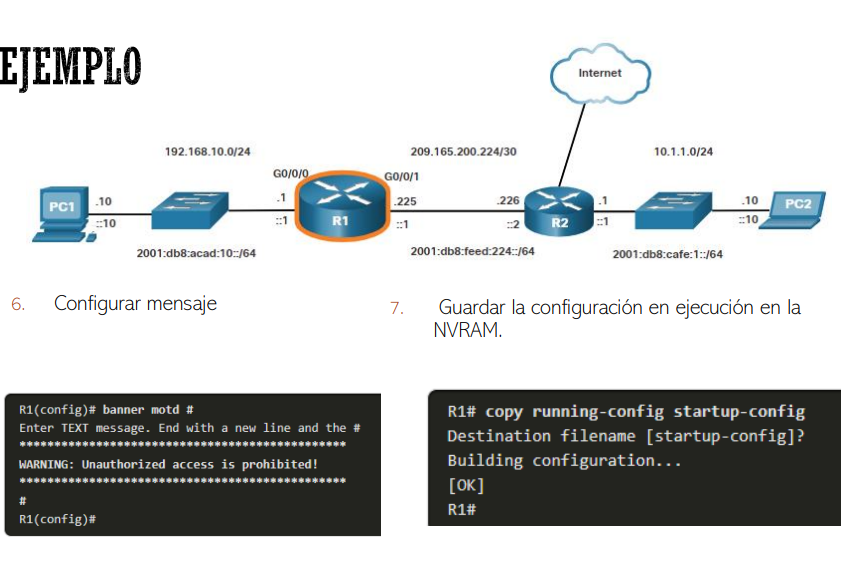 EJEMPLO
Internet
192.168.10.0/24
209.165.200.224/30
10.1.1.0/24
G0/0/0
G0/0/1
PC1
.10
::10
.1
::1
R1
.225
::1
.226
::2
R2
.1
::1
.10
::10
PC2
2001:db8:acad:10::/64
2001:db8:feed:224::/64
2001:db8:cafe:1::/64
6. Configurar mensaje
7. Guardar la configuración en ejecución en la
NVRAM.
R1(config)# banner motd #
Enter TEXT message. End with a new line and the #
***********************************************
WARNING: Unauthorized access is prohibited!
***********************************************
#
R1(config)#
R1# copy running-config startup-config
Destination filename [startup-config]?
Building configuration...
[OK]
R1#